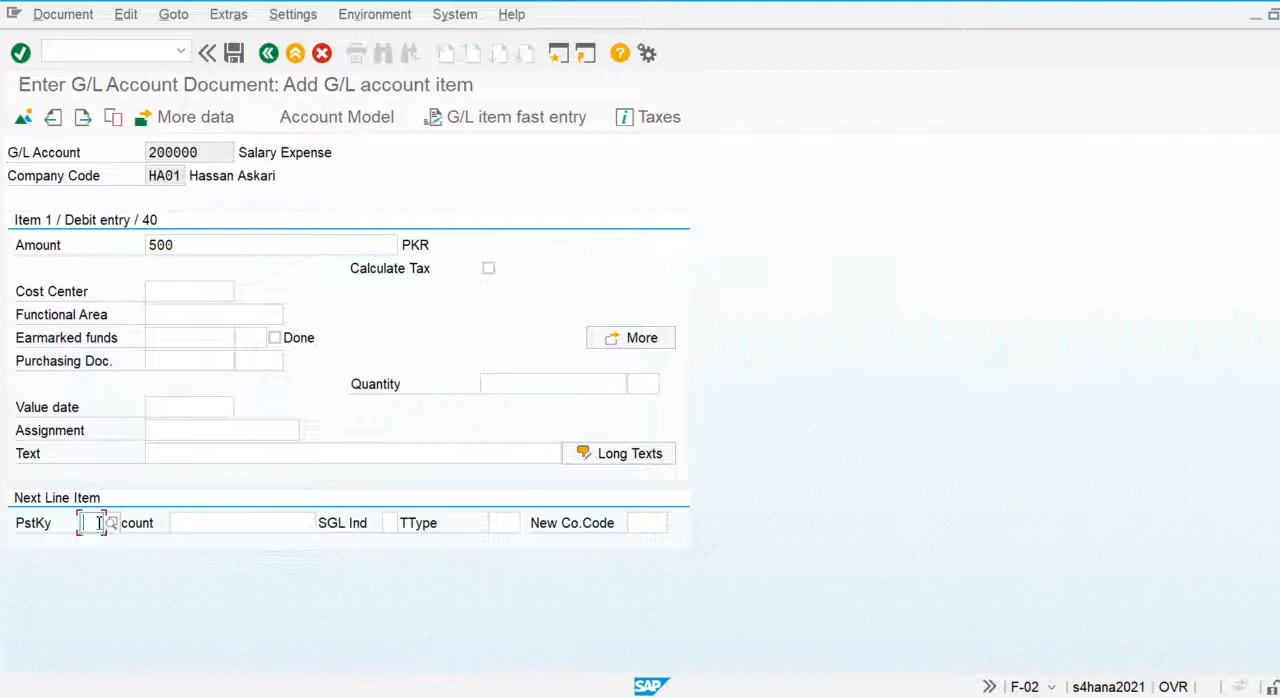 Document Edit Goto Extras Settings Environment System Help
Enter G/L Account Document: Add G/L account item
More data Account Model G/L item fast entry Taxes
G/L Account 200000 Salary Expense
Company Code HA01 Hassan Askari
Item 1 / Debit entry / 40
Amount 500 PKR
Calculate Tax
Cost Center
Functional Area
Earmarked funds Done More
Purchasing Doc.
Quantity
Value date
Assignment
Text Long Texts
Next Line Item
PstKy count SGL Ind TType New Co.Code
SAP F-02 s4hana2021 OVR